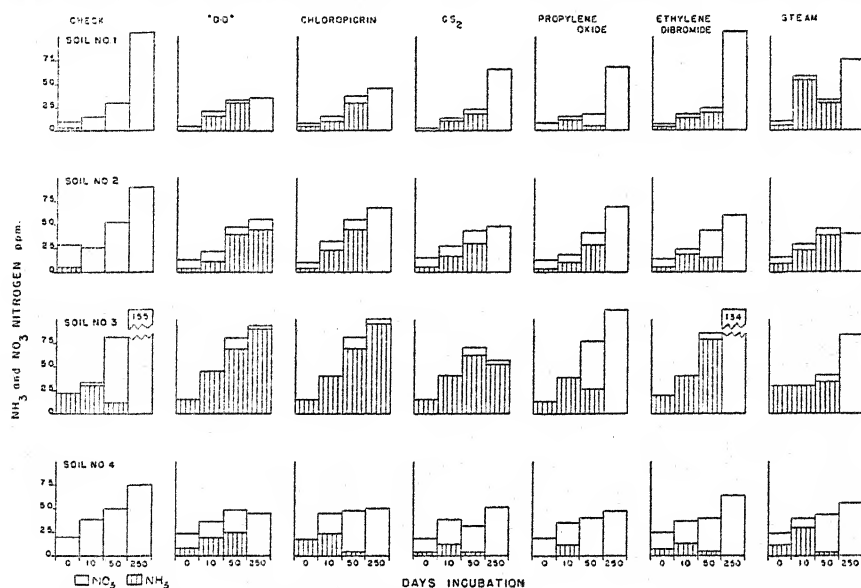 CHECK "D·D" CHLOROPICRIN CS2 PROPYLENE OXIDE ETHYLENE DIBROMIDE STEAM
SOIL NO. 1
75
50
25
0
SOIL NO 2
75
50
25
0
SOIL NO. 3 155 134
75
50
25
0
SOIL NO 4
75
50
25
0
NH3 and NO3 NITROGEN ppm.
0 10 50 250 0 10 50 250 0 10 50 250 0 10 50 250 0 10 50 250 0 10 50 250 0 10 50 250
NO3 NH3 DAYS INCUBATION